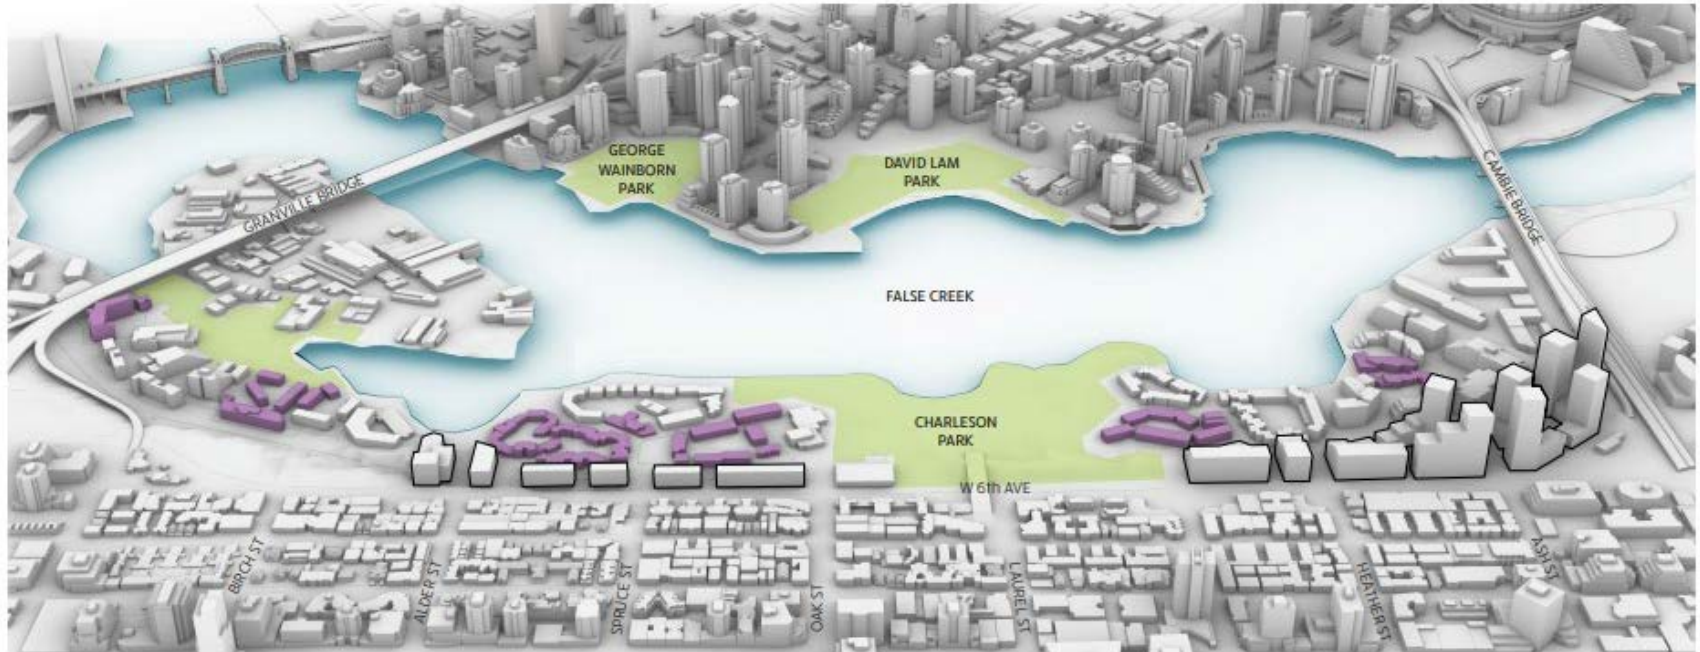 GEORGE
WAINBORN
PARK
DAVID LAM
PARK
GRANVILLE BRIDGE
CAMBIE BRIDGE
FALSE CREEK
CHARLESON
PARK
W 6th AVE
BIRCH ST
ALDER ST
SPRUCE ST
OAK ST
LAUREL ST
HEATHER ST
ASH ST